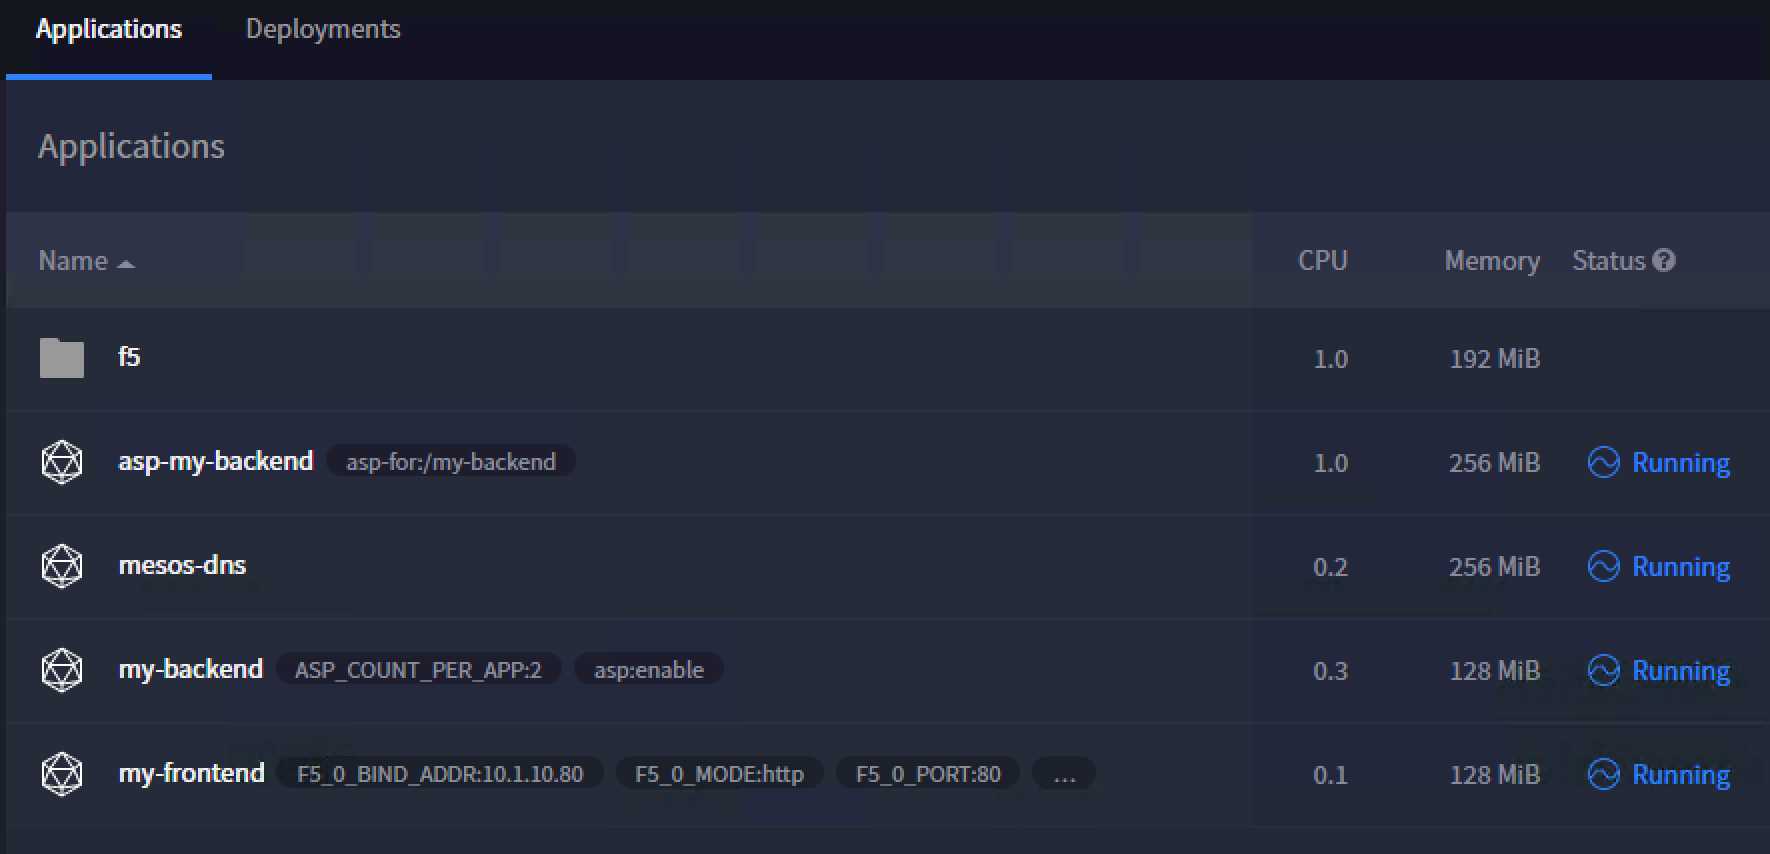 Applications Deployments
Applications
Name CPU Memory Status ?
f5 1.0 192 MiB
asp-my-backend asp-for:/my-backend 1.0 256 MiB Running
mesos-dns 0.2 256 MiB Running
my-backend ASP_COUNT_PER_APP:2 asp:enable 0.3 128 MiB Running
my-frontend F5_0_BIND_ADDR:10.1.10.80 F5_0_MODE:http F5_0_PORT:80 ... 0.1 128 MiB Running